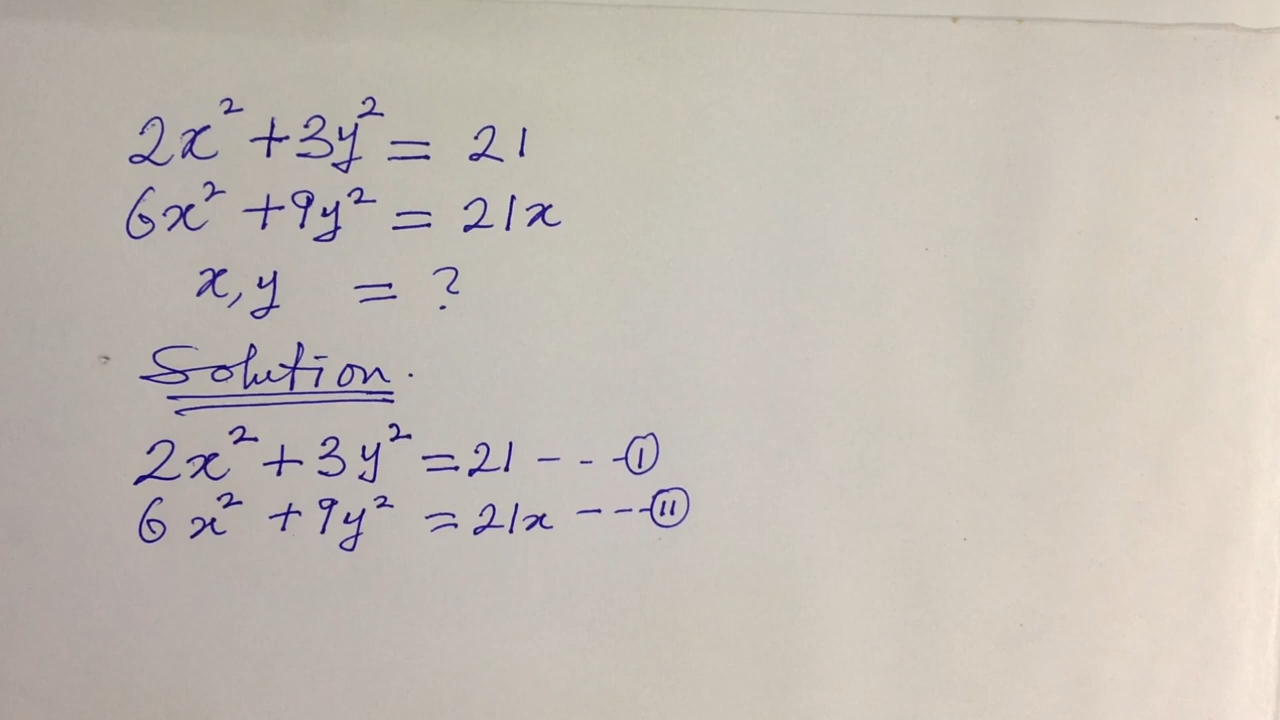 2x² + 3y² = 21
6x² + 9y² = 21x
x, y = ?
Solution.
2x² + 3y² = 21 - - - (I)
6x² + 9y² = 21x - - - (II)